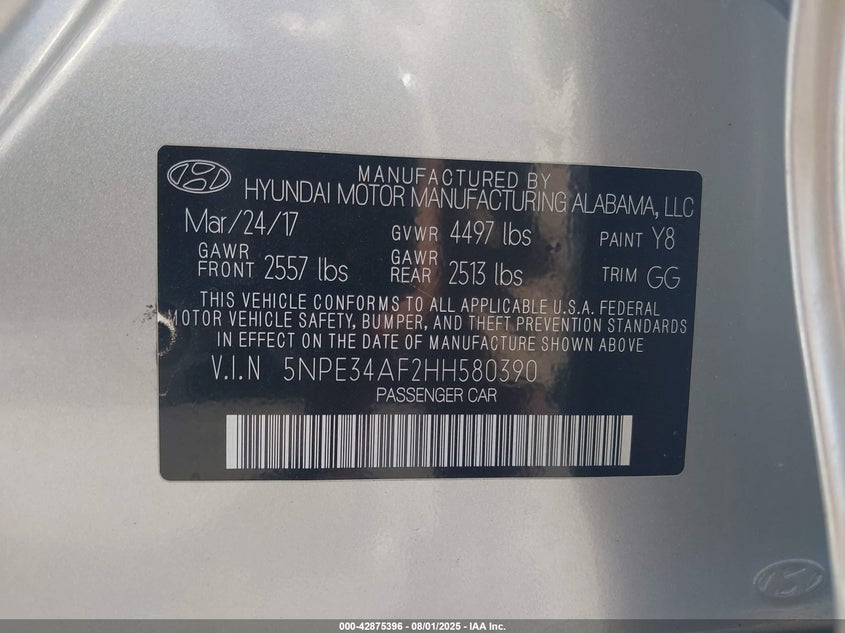 MANUFACTURED BY
HYUNDAI MOTOR MANUFACTURING ALABAMA, LLC
Mar/24/17 GVWR 4497 lbs PAINT Y8
GAWR FRONT 2557 lbs GAWR REAR 2513 lbs TRIM GG
THIS VEHICLE CONFORMS TO ALL APPLICABLE U.S.A. FEDERAL
MOTOR VEHICLE SAFETY, BUMPER, AND THEFT PREVENTION STANDARDS
IN EFFECT ON THE DATE OF MANUFACTURE SHOWN ABOVE
V.I.N 5NPE34AF2HH580390
PASSENGER CAR
000-42875396 - 08/01/2025 - IAA Inc.